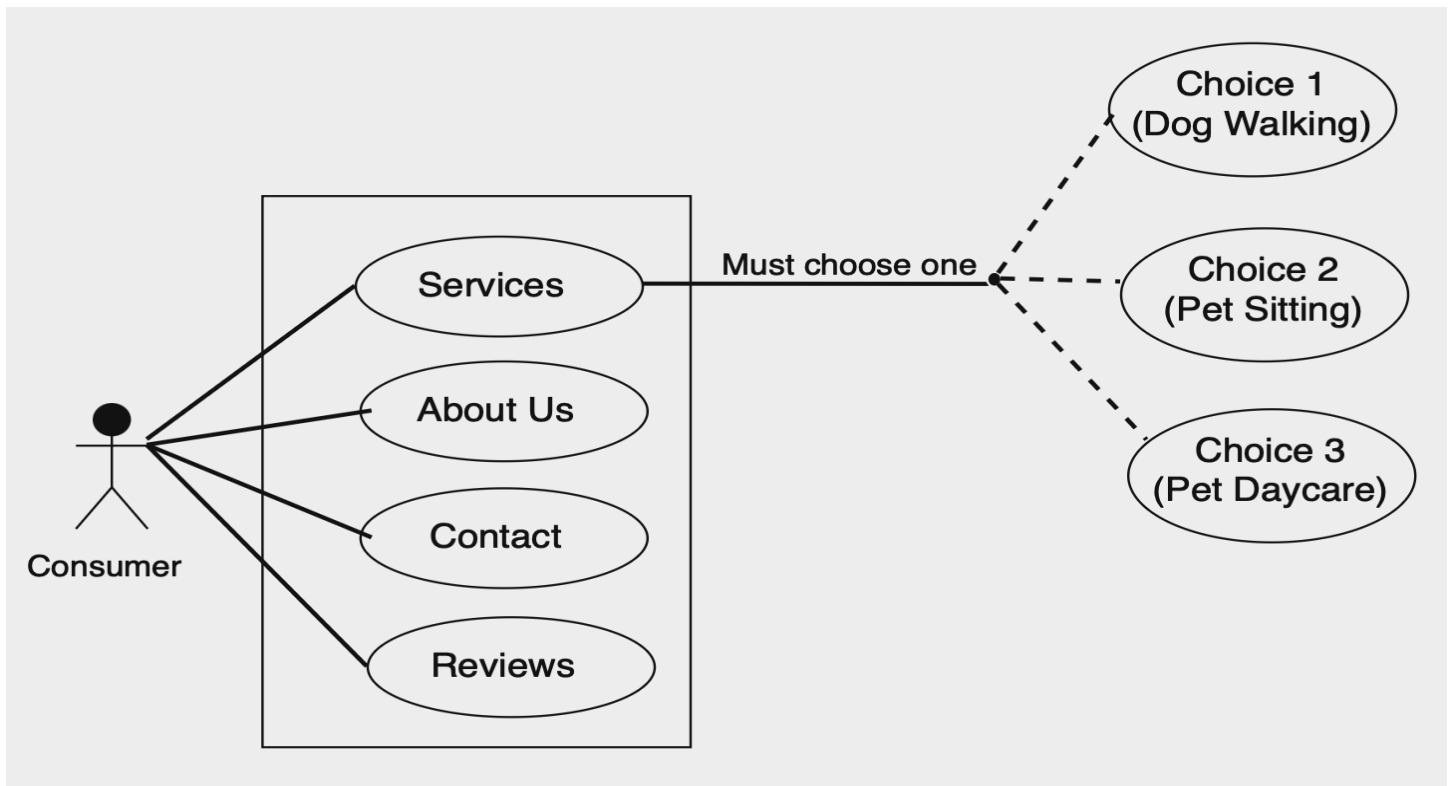 Choice 1
(Dog Walking)
Must choose one
Services
Choice 2
(Pet Sitting)
About Us
Choice 3
(Pet Daycare)
Contact
Consumer
Reviews